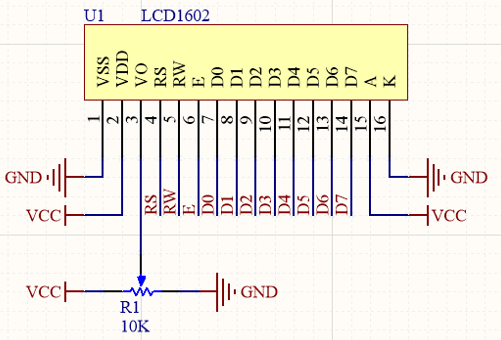 U1 LCD1602
VSS VDD VO RS RW E D0 D1 D2 D3 D4 D5 D6 D7 A K
1 2 3 4 5 6 7 8 9 10 11 12 13 14 15 16
GND RS RW E D0 D1 D2 D3 D4 D5 D6 D7 GND
VCC VCC
VCC GND
R1
10K